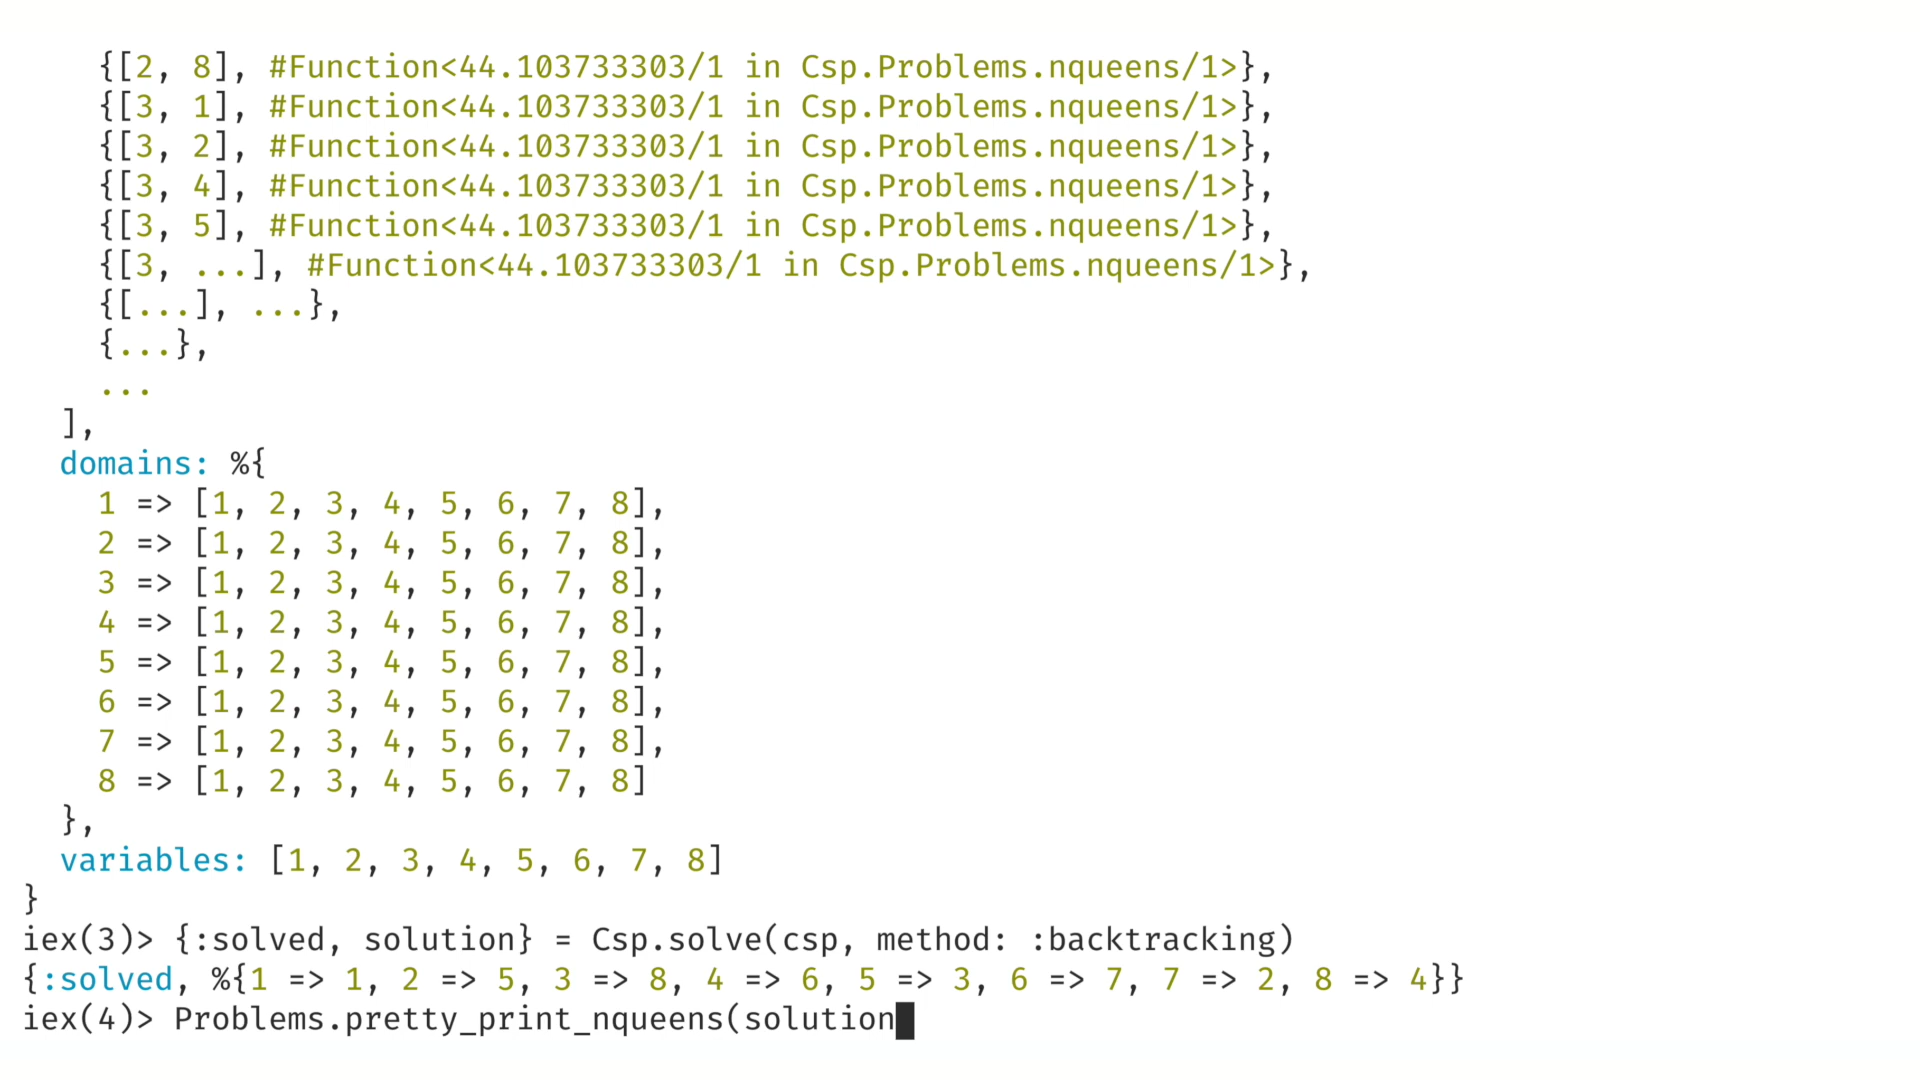 {[2, 8], #Function<44.103733303/1 in Csp.Problems.nqueens/1>},
{[3, 1], #Function<44.103733303/1 in Csp.Problems.nqueens/1>},
{[3, 2], #Function<44.103733303/1 in Csp.Problems.nqueens/1>},
{[3, 4], #Function<44.103733303/1 in Csp.Problems.nqueens/1>},
{[3, 5], #Function<44.103733303/1 in Csp.Problems.nqueens/1>},
{[3, ...], #Function<44.103733303/1 in Csp.Problems.nqueens/1>},
{[...], ...},
{...},
...
],
domains: %{
1 => [1, 2, 3, 4, 5, 6, 7, 8],
2 => [1, 2, 3, 4, 5, 6, 7, 8],
3 => [1, 2, 3, 4, 5, 6, 7, 8],
4 => [1, 2, 3, 4, 5, 6, 7, 8],
5 => [1, 2, 3, 4, 5, 6, 7, 8],
6 => [1, 2, 3, 4, 5, 6, 7, 8],
7 => [1, 2, 3, 4, 5, 6, 7, 8],
8 => [1, 2, 3, 4, 5, 6, 7, 8]
},
variables: [1, 2, 3, 4, 5, 6, 7, 8]
}
iex(3)> {:solved, solution} = Csp.solve(csp, method: :backtracking)
{:solved, %{1 => 1, 2 => 5, 3 => 8, 4 => 6, 5 => 3, 6 => 7, 7 => 2, 8 => 4}}
iex(4)> Problems.pretty_print_nqueens(solution